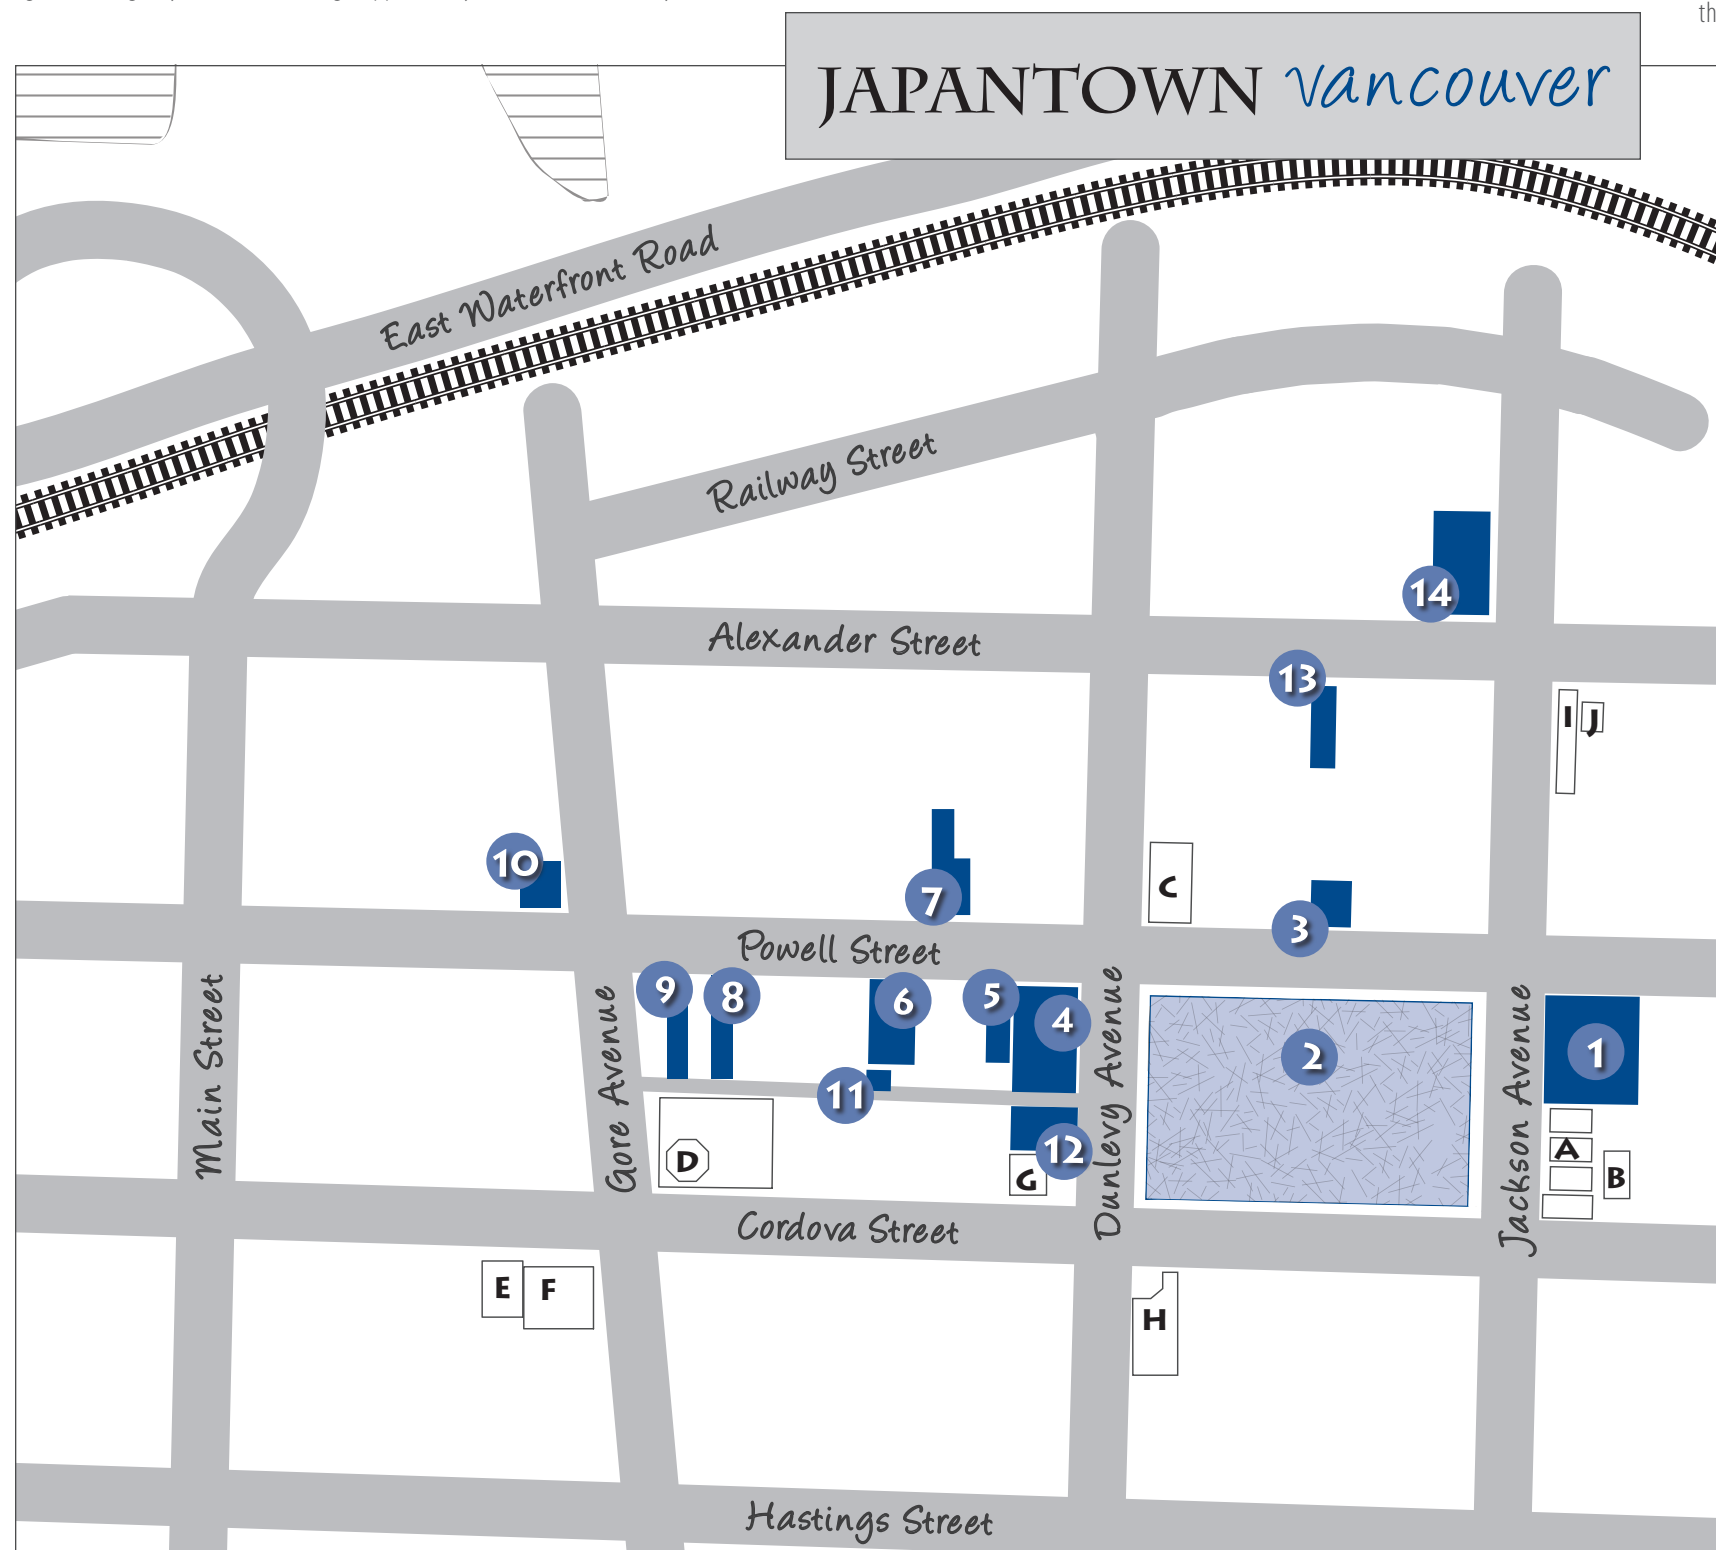 th
JAPANTOWN vancouver
East Waterfront Road
Railway Street
14
Alexander Street
13
I J
10
7
C
3
Powell Street
9 8 6 5 4
2
1
Main Street
Gore Avenue
Dunlevy Avenue
Jackson Avenue
11
12
D
G
A
B
Cordova Street
E F
H
Hastings Street